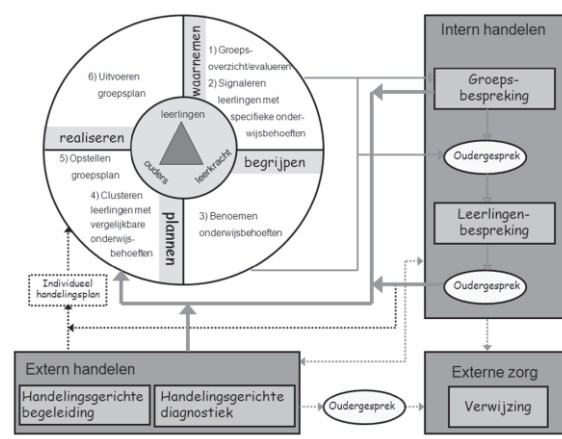 Intern handelen
waarnemen
1) Groeps-
overzicht/evalueren
2) Signaleren
leerlingen met
specifieke onder-
wijsbehoeften
6) Uitvoeren
groepsplan
Groeps-
bespreking
leerlingen
ouders
leerkracht
realiseren
begrijpen
Oudergesprek
5) Opstellen
groepsplan
4) Clusteren
leerlingen met
vergelijkbare
onderwijs-
behoeften
plannen
3) Benoemen
onderwijsbehoeften
Leerlingen-
bespreking
Individueel
handelingsplan
Oudergesprek
Extern handelen
Handelingsgerichte
begeleiding
Handelingsgerichte
diagnostiek
Oudergesprek
Externe zorg
Verwijzing